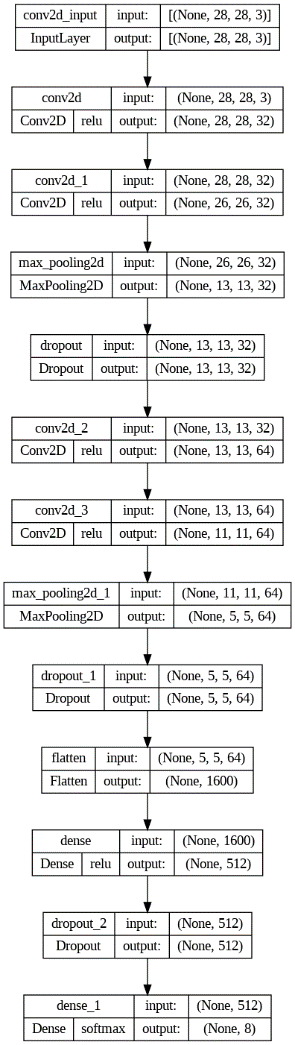 conv2d_input input: [(None, 28, 28, 3)]
InputLayer output: [(None, 28, 28, 3)]
conv2d input: (None, 28, 28, 3)
Conv2D relu output: (None, 28, 28, 32)
conv2d_1 input: (None, 28, 28, 32)
Conv2D relu output: (None, 26, 26, 32)
max_pooling2d input: (None, 26, 26, 32)
MaxPooling2D output: (None, 13, 13, 32)
dropout input: (None, 13, 13, 32)
Dropout output: (None, 13, 13, 32)
conv2d_2 input: (None, 13, 13, 32)
Conv2D relu output: (None, 13, 13, 64)
conv2d_3 input: (None, 13, 13, 64)
Conv2D relu output: (None, 11, 11, 64)
max_pooling2d_1 input: (None, 11, 11, 64)
MaxPooling2D output: (None, 5, 5, 64)
dropout_1 input: (None, 5, 5, 64)
Dropout output: (None, 5, 5, 64)
flatten input: (None, 5, 5, 64)
Flatten output: (None, 1600)
dense input: (None, 1600)
Dense relu output: (None, 512)
dropout_2 input: (None, 512)
Dropout output: (None, 512)
dense_1 input: (None, 512)
Dense softmax output: (None, 8)